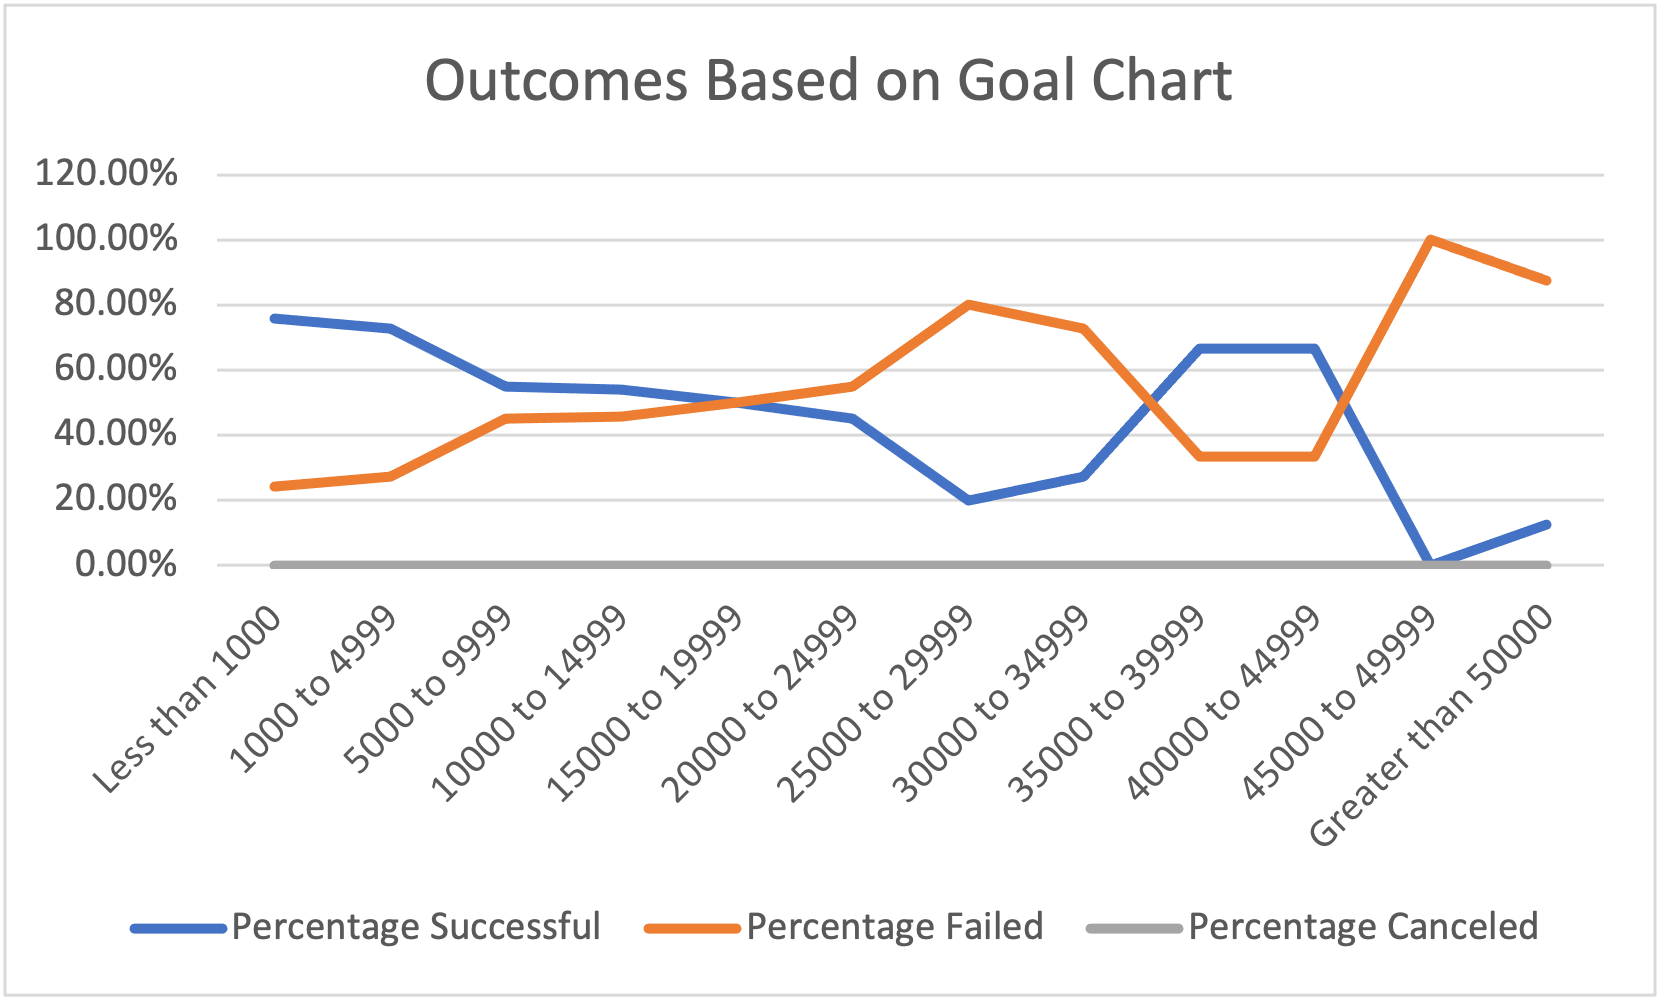 Outcomes Based on Goal Chart
120.00%
100.00%
80.00%
60.00%
40.00%
20.00%
0.00%
Less than 1000
1000 to 4999
5000 to 9999
10000 to 14999
15000 to 19999
20000 to 24999
25000 to 29999
30000 to 34999
35000 to 39999
40000 to 44999
45000 to 49999
Greater than 50000
Percentage Successful
Percentage Failed
Percentage Canceled